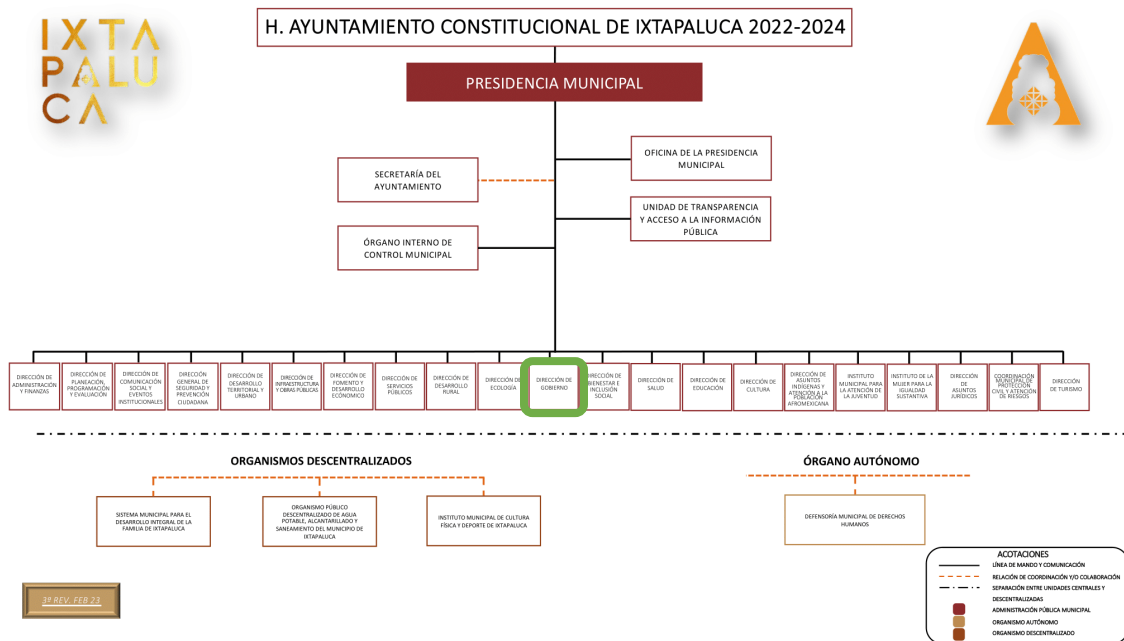 IXTA
PALU
CA
H. AYUNTAMIENTO CONSTITUCIONAL DE IXTAPALUCA 2022-2024
PRESIDENCIA MUNICIPAL
OFICINA DE LA PRESIDENCIA
MUNICIPAL
SECRETARÍA DEL
AYUNTAMIENTO
UNIDAD DE TRANSPARENCIA
Y ACCESO A LA INFORMACIÓN
PÚBLICA
ÓRGANO INTERNO DE
CONTROL MUNICIPAL
DIRECCIÓN DE
ADMINISTRACIÓN
Y FINANZAS
DIRECCIÓN DE
PLANEACIÓN,
PROGRAMACIÓN
Y EVALUACIÓN
DIRECCIÓN DE
COMUNICACIÓN
SOCIAL Y
EVENTOS
INSTITUCIONALES
DIRECCIÓN
GENERAL DE
SEGURIDAD Y
PREVENCIÓN
CIUDADANA
DIRECCIÓN DE
DESARROLLO
TERRITORIAL Y
URBANO
DIRECCIÓN DE
INFRAESTRUCTURA
Y OBRAS PÚBLICAS
DIRECCIÓN DE
FOMENTO Y
DESARROLLO
ECONÓMICO
DIRECCIÓN DE
SERVICIOS
PÚBLICOS
DIRECCIÓN DE
DESARROLLO
RURAL
DIRECCIÓN DE
ECOLOGÍA
DIRECCIÓN DE
GOBIERNO
DIRECCIÓN DE
BIENESTAR E
INCLUSIÓN
SOCIAL
DIRECCIÓN DE
SALUD
DIRECCIÓN DE
EDUCACIÓN
DIRECCIÓN DE
CULTURA
DIRECCIÓN DE
ASUNTOS
INDÍGENAS Y
ATENCIÓN A LA
POBLACIÓN
AFROMEXICANA
INSTITUTO
MUNICIPAL PARA
LA ATENCIÓN DE
LA JUVENTUD
INSTITUTO DE LA
MUJER PARA LA
IGUALDAD
SUSTANTIVA
DIRECCIÓN
DE
ASUNTOS
JURÍDICOS
COORDINACIÓN
MUNICIPAL DE
PROTECCIÓN
CIVIL Y ATENCIÓN
DE RIESGOS
DIRECCIÓN
DE TURISMO
ORGANISMOS DESCENTRALIZADOS
ÓRGANO AUTÓNOMO
SISTEMA MUNICIPAL PARA EL
DESARROLLO INTEGRAL DE LA
FAMILIA DE IXTAPALUCA
ORGANISMO PÚBLICO
DESCENTRALIZADO DE AGUA
POTABLE, ALCANTARILLADO Y
SANEAMIENTO DEL MUNICIPIO DE
IXTAPALUCA
INSTITUTO MUNICIPAL DE CULTURA
FÍSICA Y DEPORTE DE IXTAPALUCA
DEFENSORÍA MUNICIPAL DE DERECHOS
HUMANOS
3ª REV. FEB 23
ACOTACIONES
LÍNEA DE MANDO Y COMUNICACIÓN
RELACIÓN DE COORDINACIÓN Y/O COLABORACIÓN
SEPARACIÓN ENTRE UNIDADES CENTRALES Y
DESCENTRALIZADAS
ADMINISTRACIÓN PÚBLICA MUNICIPAL
ORGANISMO AUTÓNOMO
ORGANISMO DESCENTRALIZADO